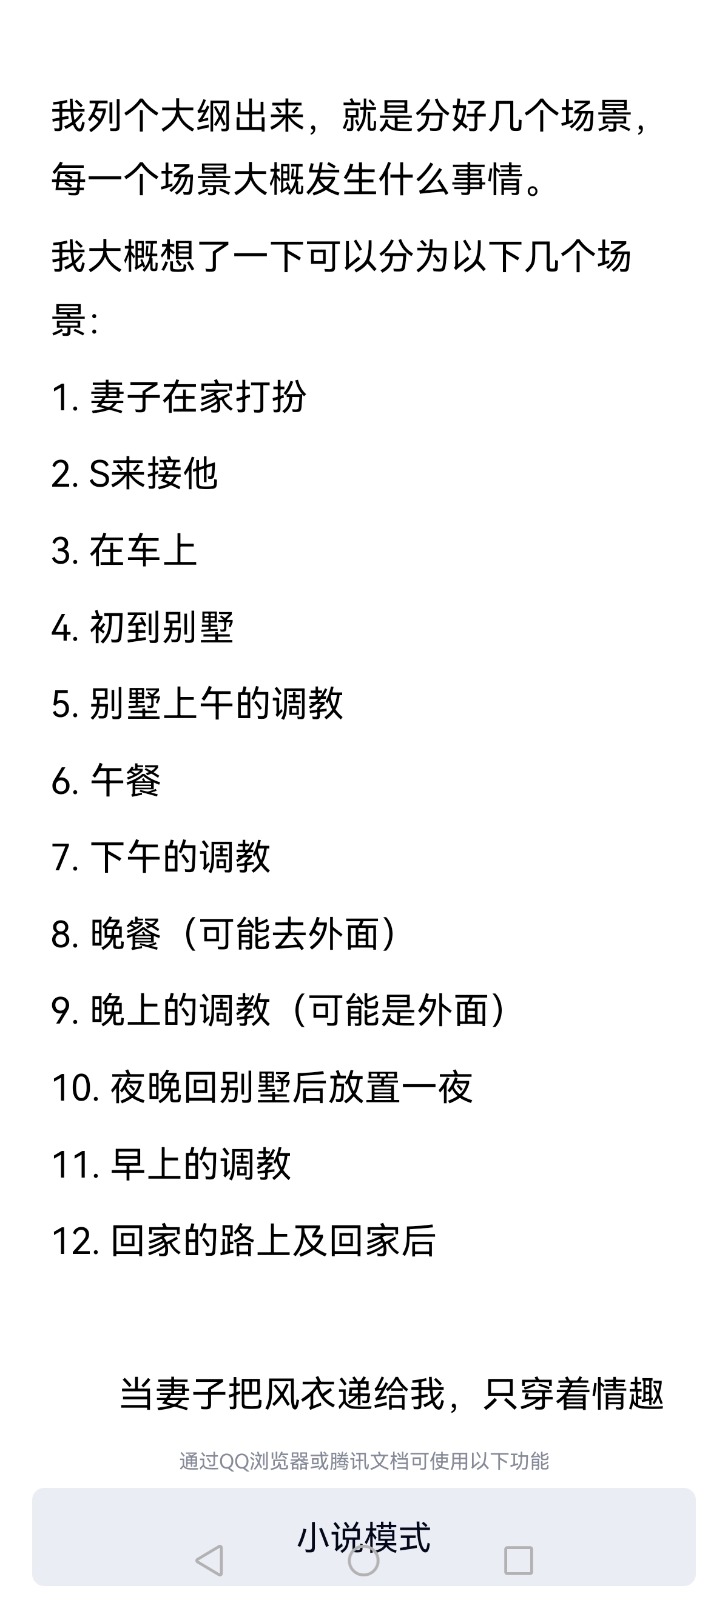 我列个大纲出来，就是分好几个场景，
每一个场景大概发生什么事情。
我大概想了一下可以分为以下几个场
景：
1. 妻子在家打扮
2. S来接他
3. 在车上
4. 初到别墅
5. 别墅上午的调教
6. 午餐
7. 下午的调教
8. 晚餐（可能去外面）
9. 晚上的调教（可能是外面）
10. 夜晚回别墅后放置一夜
11. 早上的调教
12. 回家的路上及回家后
当妻子把风衣递给我，只穿着情趣
通过QQ浏览器或腾讯文档可使用以下功能
小说模式